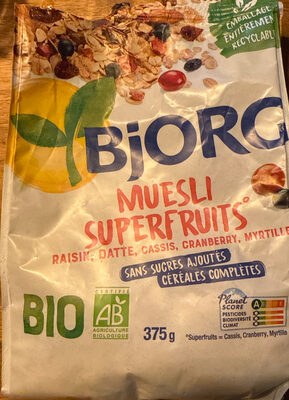 EMBALLAGE
ENTIÈREMENT
RECYCLABLE
BJORG
MUESLI
SUPERFRUITS*
RAISIN, DATTE, CASSIS, CRANBERRY, MYRTILLE
SANS SUCRES AJOUTÉS
CÉRÉALES COMPLÈTES
BIO
CERTIFIÉ
AB
AGRICULTURE
BIOLOGIQUE
375g
Planet
SCORE
PESTICIDES
BIODIVERSITÉ
CLIMAT
A
*Superfruits = Cassis, Cranberry, Myrtille